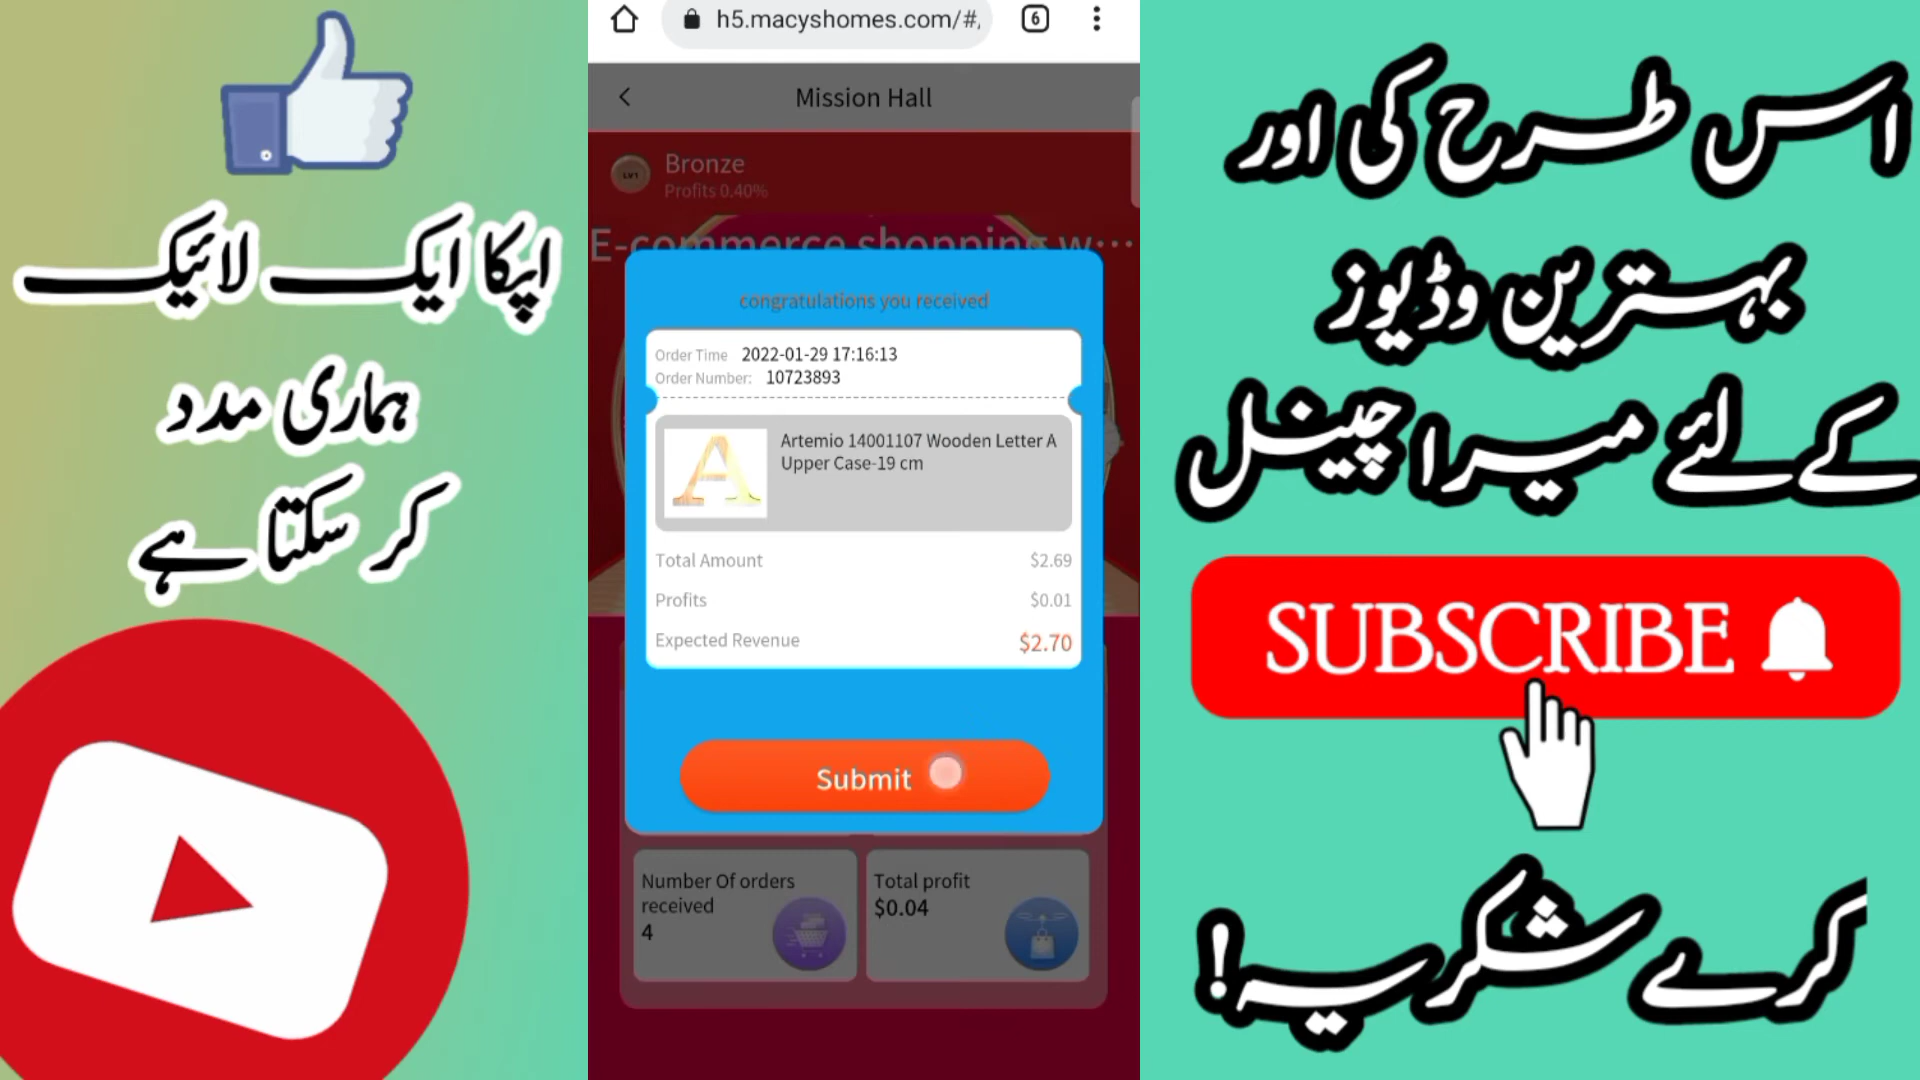 اپکا ایک لائیک
ہماری مدد
کر سکتا ہے
h5.macyshomes.com/#
6
Mission Hall
LV1
Bronze
Profits 0.40%
E-commerce shopping w...
congratulations you received
Order Time 2022-01-29 17:16:13
Order Number: 10723893
Artemio 14001107 Wooden Letter A
Upper Case-19 cm
Total Amount $2.69
Profits $0.01
Expected Revenue $2.70
Submit
Number Of orders
received
4
Total profit
$0.04
اس طرح کی اور
بہترین وڈیوز
کے لئے میرا چینل
SUBSCRIBE
کرے شکریہ!